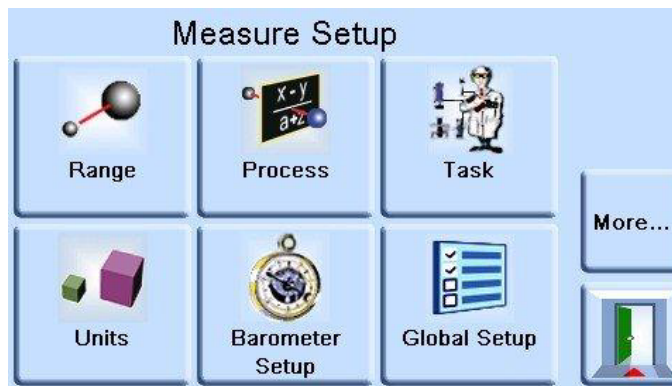 Measure Setup
x - y
a+z
Range
Process
Task
More...
Units
Barometer
Setup
Global Setup